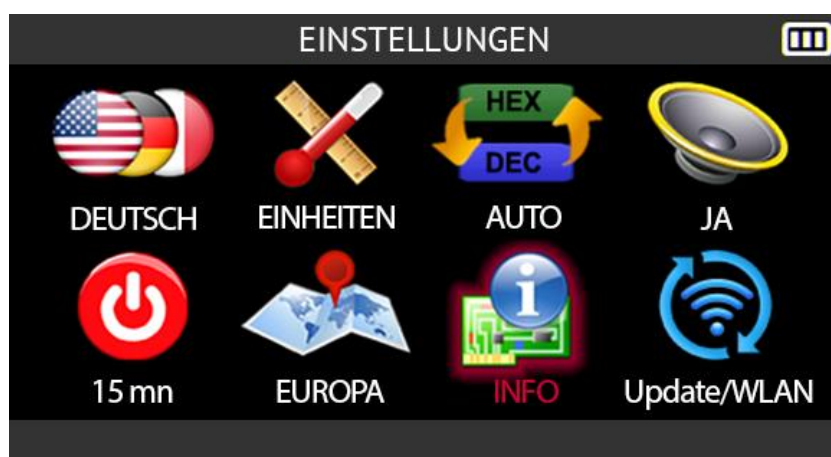 EINSTELLUNGEN
HEX
DEC
DEUTSCH EINHEITEN AUTO JA
i
15 mn EUROPA INFO Update/WLAN